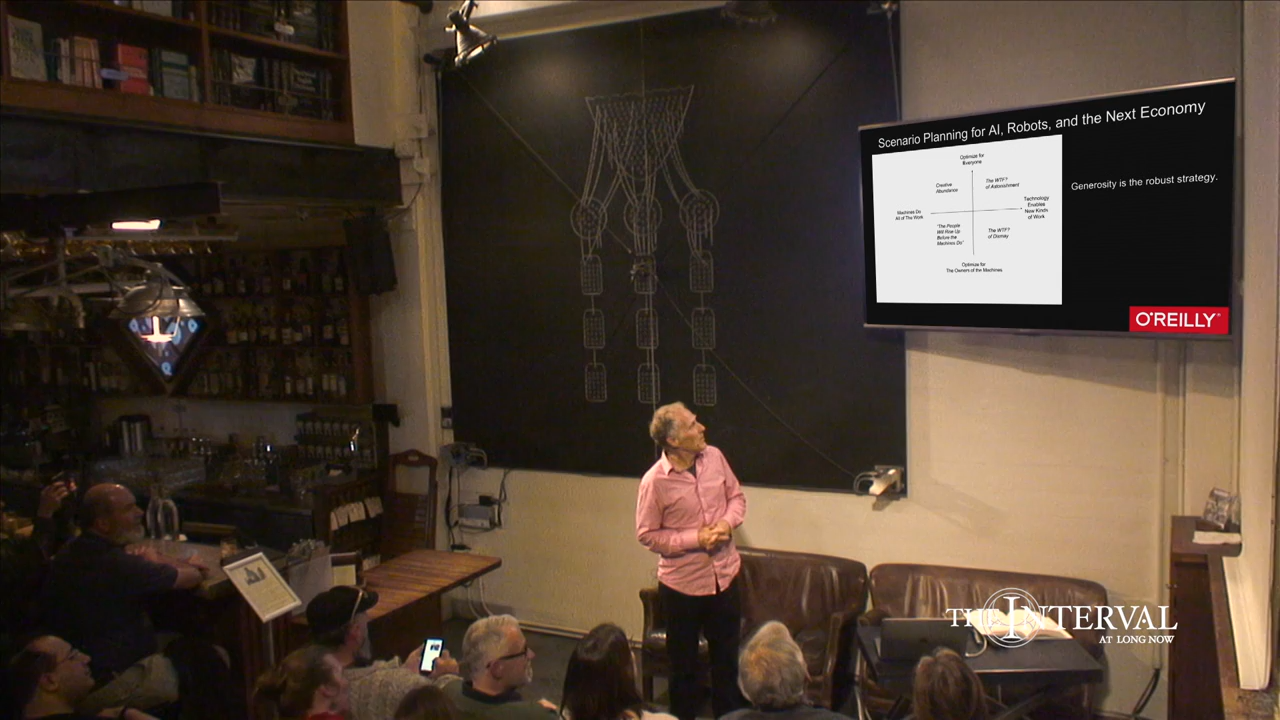 Scenario Planning for AI, Robots, and the Next Economy
Optimize for
Everyone
Creative
Abundance
The WTF?
of Astonishment
Machines Do
All of The Work
Technology
Enables
New Kinds
of Work
"The People
Will Rise Up
Before the
Machines Do"
The WTF?
of Dismay
Optimize for
The Owners of the Machines
Generosity is the robust strategy.
O'REILLY®
THE INTERVAL
AT LONG NOW